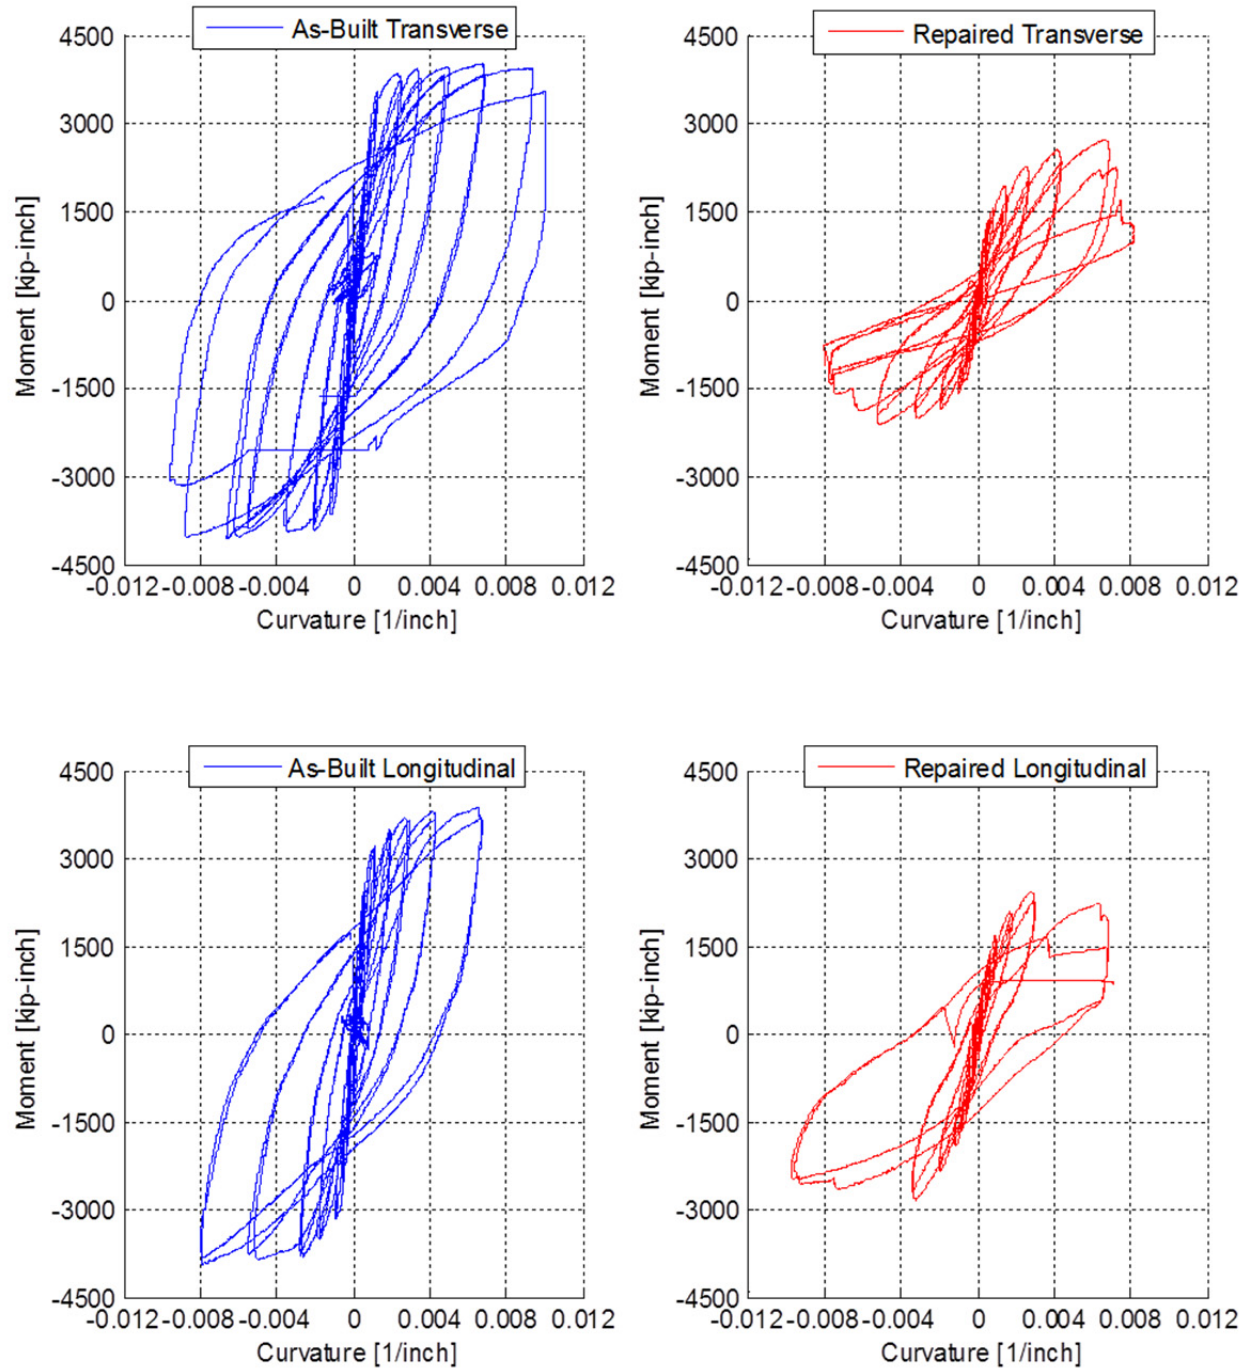 As-Built Transverse
4500
3000
1500
0
-1500
-3000
-4500
Moment [kip-inch]
-0.012 -0.008 -0.004 0 0.004 0.008 0.012
Curvature [1/inch]
Repaired Transverse
4500
3000
1500
0
-1500
-3000
-4500
Moment [kip-inch]
-0.012 -0.008 -0.004 0 0.004 0.008 0.012
Curvature [1/inch]
As-Built Longitudinal
4500
3000
1500
0
-1500
-3000
-4500
Moment [kip-inch]
-0.012 -0.008 -0.004 0 0.004 0.008 0.012
Curvature [1/inch]
Repaired Longitudinal
4500
3000
1500
0
-1500
-3000
-4500
Moment [kip-inch]
-0.012 -0.008 -0.004 0 0.004 0.008 0.012
Curvature [1/inch]